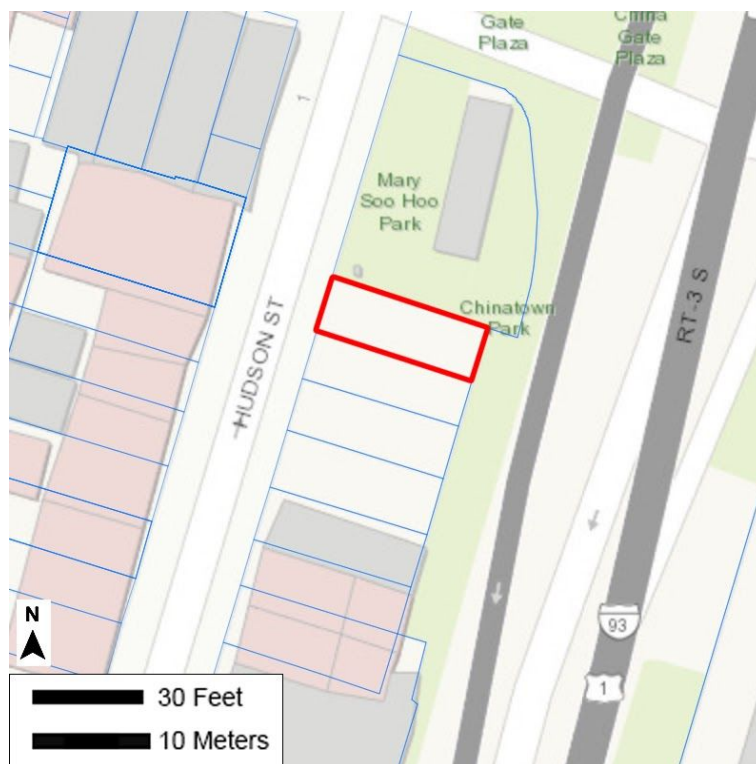 Gate
Plaza
China
Gate
Plaza
1
Mary
Soo Hoo
Park
Chinatown
Park
HUDSON ST
RT-3 S
93
1
N
30 Feet
10 Meters